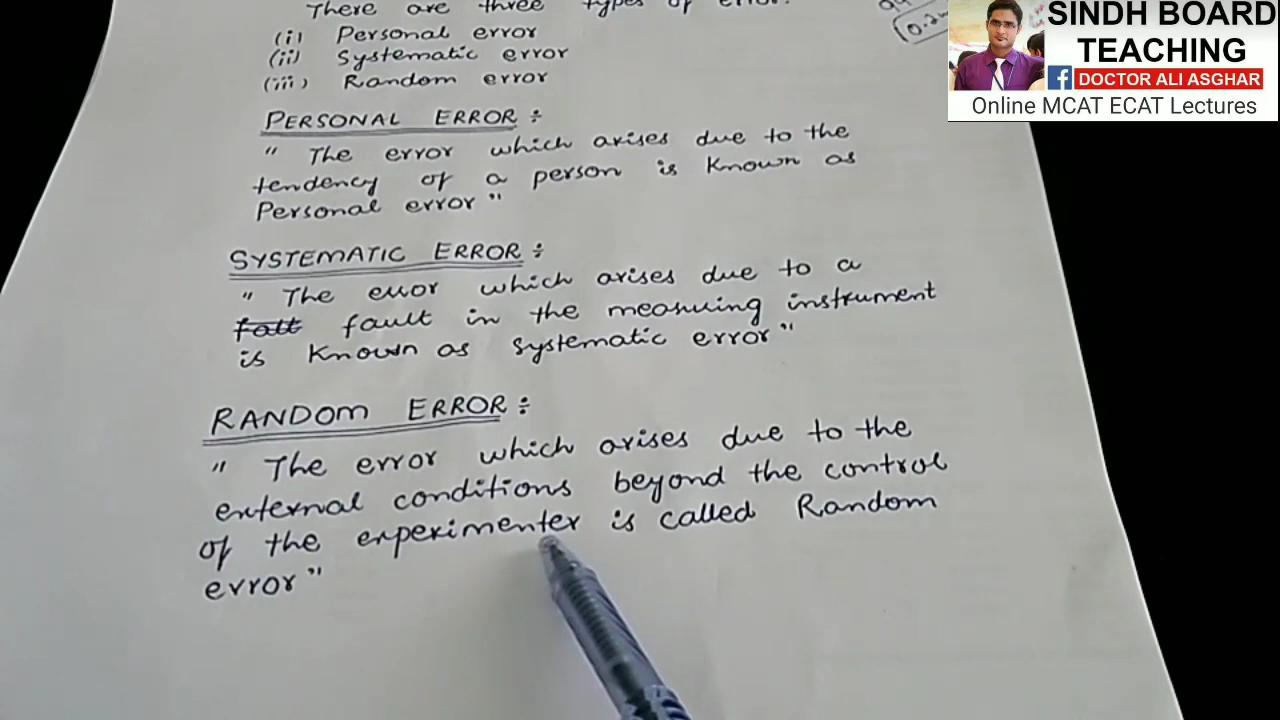 There are three types of error.
(i) Personal error
(ii) Systematic error
(iii) Random error
PERSONAL ERROR :
" The error which arises due to the
tendency of a person is known as
Personal error "
SYSTEMATIC ERROR :
" The error which arises due to a
fault in the measuring instrument
is known as systematic error "
RANDOM ERROR :
" The error which arises due to the
external conditions beyond the control
of the experimenter is called Random
error "
SINDH BOARD
TEACHING
DOCTOR ALI ASGHAR
Online MCAT ECAT Lectures